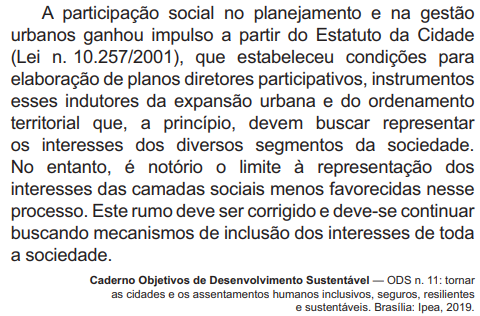 A participação social no planejamento e na gestão
urbanos ganhou impulso a partir do Estatuto da Cidade
(Lei n. 10.257/2001), que estabeleceu condições para
elaboração de planos diretores participativos, instrumentos
esses indutores da expansão urbana e do ordenamento
territorial que, a princípio, devem buscar representar
os interesses dos diversos segmentos da sociedade.
No entanto, é notório o limite à representação dos
interesses das camadas sociais menos favorecidas nesse
processo. Este rumo deve ser corrigido e deve-se continuar
buscando mecanismos de inclusão dos interesses de toda
a sociedade.
Caderno Objetivos de Desenvolvimento Sustentável — ODS n. 11: tornar
as cidades e os assentamentos humanos inclusivos, seguros, resilientes
e sustentáveis. Brasília: Ipea, 2019.